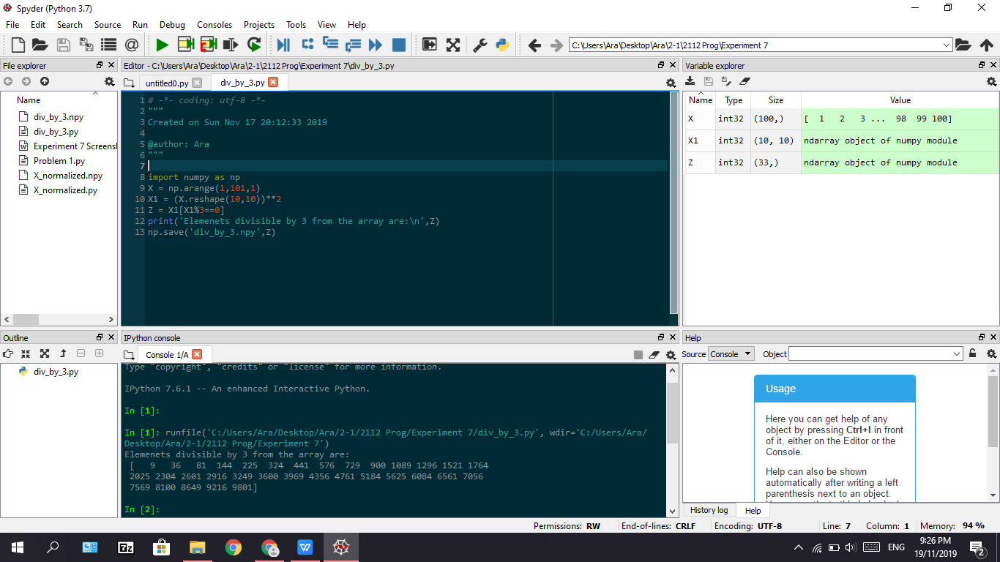 Spyder (Python 3.7)
File Edit Search Source Run Debug Consoles Projects Tools View Help
C:\Users\Ara\Desktop\Ara\2-1\2112 Prog\Experiment 7
File explorer
Name
div_by_3.npy
div_by_3.py
Experiment 7 Screensl
Problem 1.py
X_normalized.npy
X_normalized.py
Editor - C:\Users\Ara\Desktop\Ara\2-1\2112 Prog\Experiment 7\div_by_3.py
untitled0.py div_by_3.py
1 # -*- coding: utf-8 -*-
2 """
3 Created on Sun Nov 17 20:12:33 2019
4
5 @author: Ara
6 """
7
8 import numpy as np
9 X = np.arange(1,101,1)
10 X1 = (X.reshape(10,10))**2
11 Z = X1[X1%3==0]
12 print('Elemenets divisible by 3 from the array are:\n',Z)
13 np.save('div_by_3.npy',Z)
Variable explorer
Name Type Size Value
X int32 (100,) [ 1 2 3 ... 98 99 100]
X1 int32 (10, 10) ndarray object of numpy module
Z int32 (33,) ndarray object of numpy module
Outline
div_by_3.py
IPython console
Console 1/A
Type "copyright", "credits" or "license" for more information.
IPython 7.6.1 -- An enhanced Interactive Python.
In [1]:
In [1]: runfile('C:/Users/Ara/Desktop/Ara/2-1/2112 Prog/Experiment 7/div_by_3.py', wdir='C:/Users/Ara/
Desktop/Ara/2-1/2112 Prog/Experiment 7')
Elemenets divisible by 3 from the array are:
[ 9 36 81 144 225 324 441 576 729 900 1089 1296 1521 1764
2025 2304 2601 2916 3249 3600 3969 4356 4761 5184 5625 6084 6561 7056
7569 8100 8649 9216 9801]
In [2]:
Help
Source Console Object
Usage
Here you can get help of any
object by pressing Ctrl+I in front
of it, either on the Editor or the
Console.
Help can also be shown
automatically after writing a left
parenthesis next to an object.
History log Help
Permissions: RW End-of-lines: CRLF Encoding: UTF-8 Line: 7 Column: 1 Memory: 94 %
7z
W
ENG
9:26 PM
19/11/2019
2